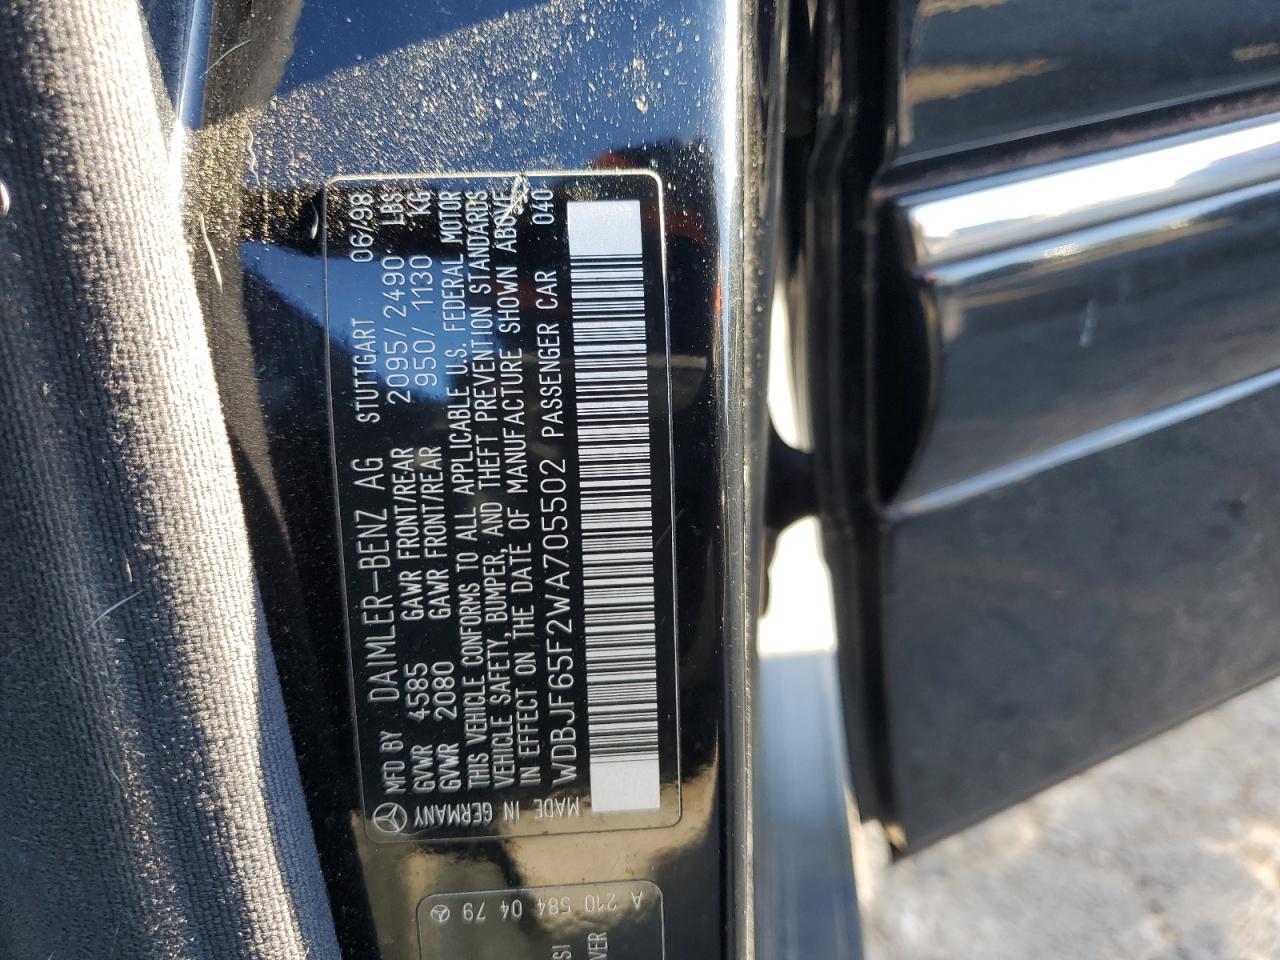 MFD BY DAIMLER-BENZ AG STUTTGART 06/98
GVWR 4585 GAWR FRONT/REAR 2095/2490 LBS
GVWR 2080 GAWR FRONT/REAR 950/1130 KG
THIS VEHICLE CONFORMS TO ALL APPLICABLE U.S. FEDERAL MOTOR
VEHICLE SAFETY, BUMPER, AND THEFT PREVENTION STANDARDS
IN EFFECT ON THE DATE OF MANUFACTURE SHOWN ABOVE
WDBJF65F2WA705502 PASSENGER CAR 040
MADE IN GERMANY
A 210 584 04 79